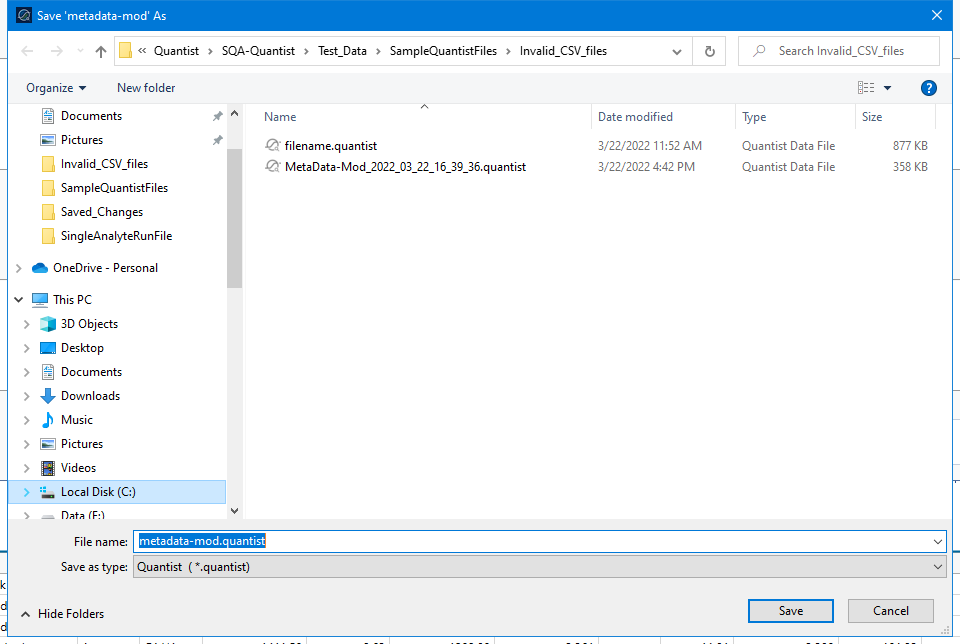 Save 'metadata-mod' As
« Quantist › SQA-Quantist › Test_Data › SampleQuantistFiles › Invalid_CSV_files
Search Invalid_CSV_files
Organize
New folder
Name Date modified Type Size
filename.quantist 3/22/2022 11:52 AM Quantist Data File 877 KB
MetaData-Mod_2022_03_22_16_39_36.quantist 3/22/2022 4:42 PM Quantist Data File 358 KB
Documents
Pictures
Invalid_CSV_files
SampleQuantistFiles
Saved_Changes
SingleAnalyteRunFile
OneDrive - Personal
This PC
3D Objects
Desktop
Documents
Downloads
Music
Pictures
Videos
Local Disk (C:)
Data (F:)
File name: metadata-mod.quantist
Save as type: Quantist ( *.quantist)
Hide Folders
Save
Cancel